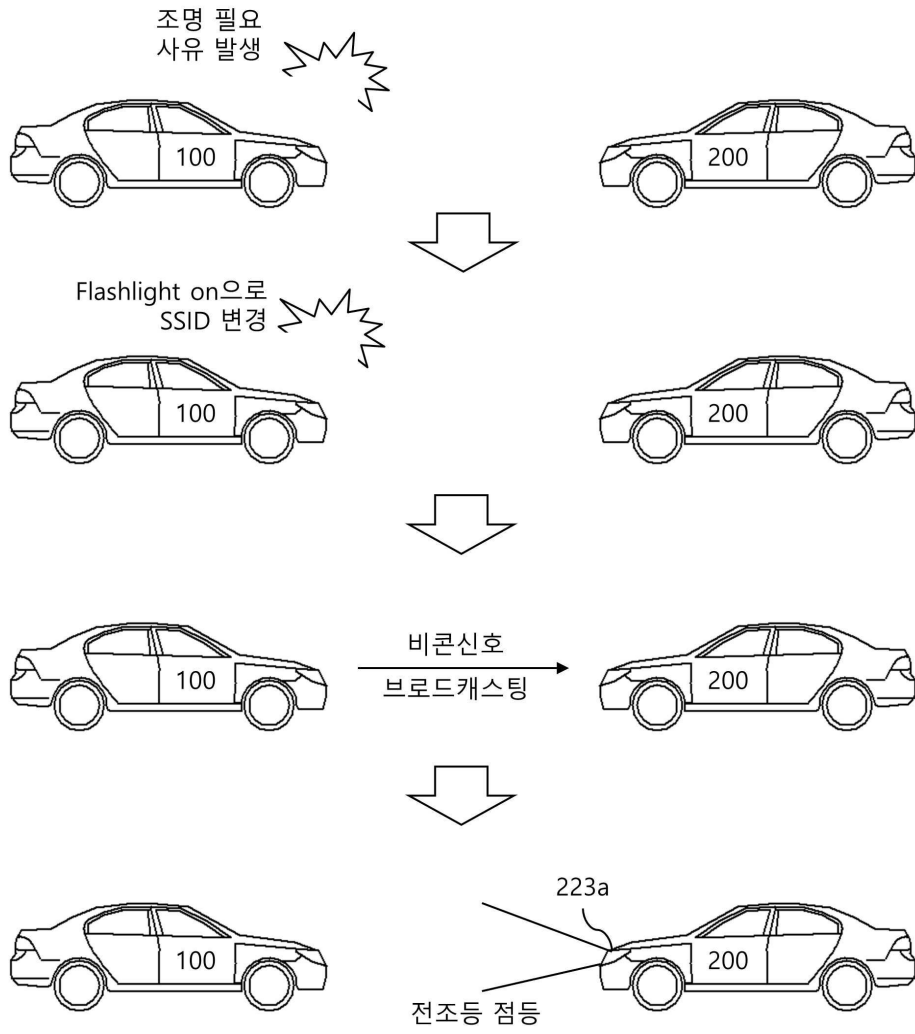 조명 필요
사유 발생
100
200
Flashlight on으로
SSID 변경
100
200
비콘신호
브로드캐스팅
100
200
223a
100
200
전조등 점등